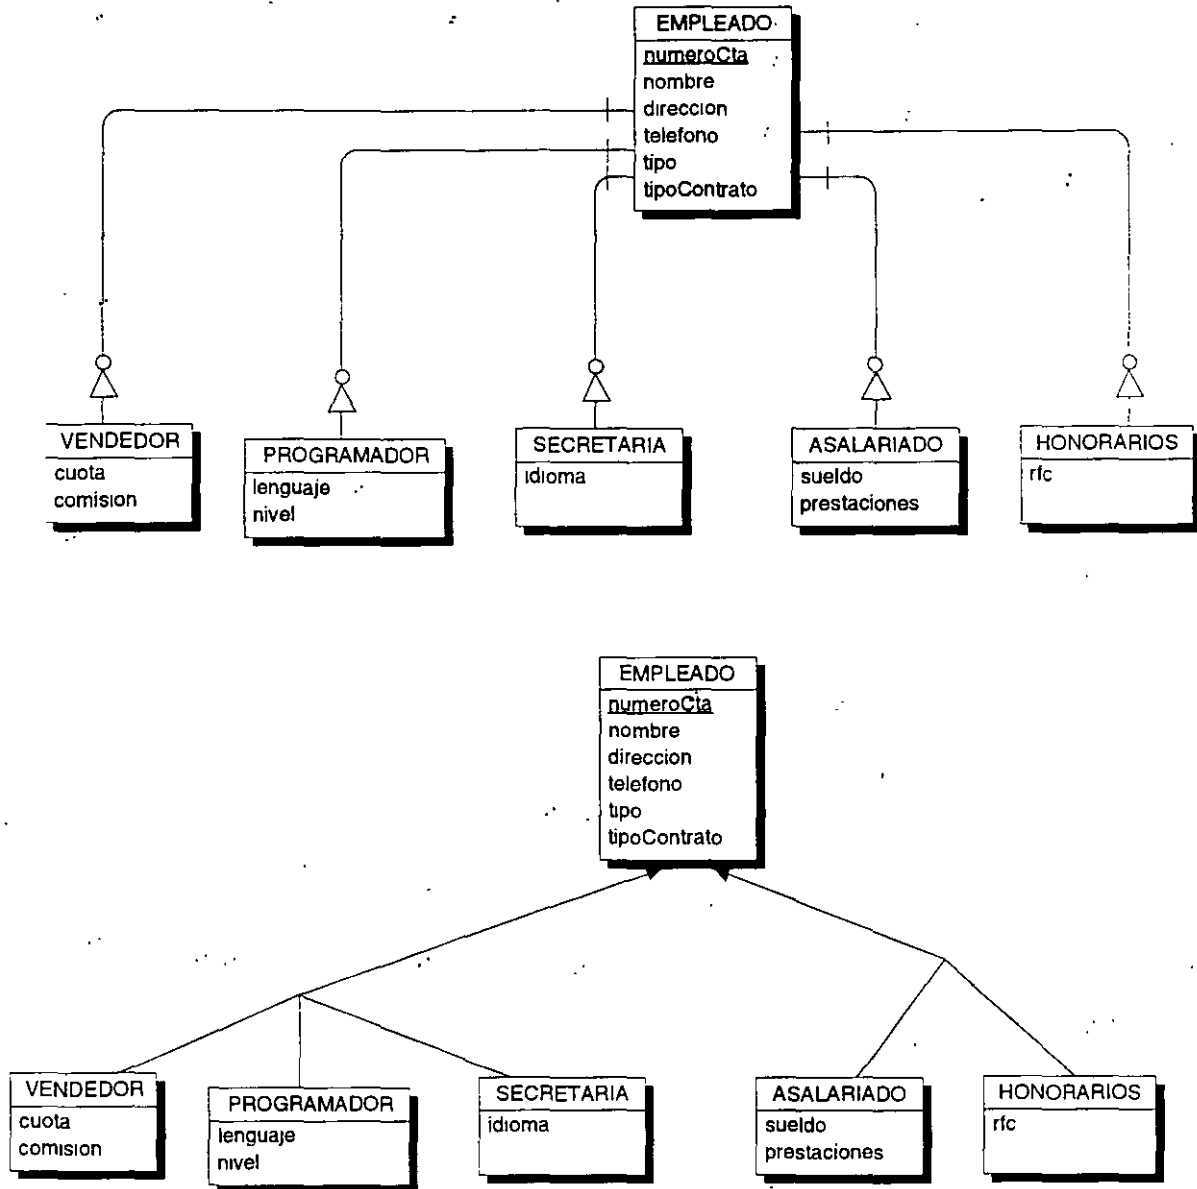 EMPLEADO
numeroCta
nombre
direccion
telefono
tipo
tipoContrato
VENDEDOR
cuota
comision
PROGRAMADOR
lenguaje
nivel
SECRETARIA
idioma
ASALARIADO
sueldo
prestaciones
HONORARIOS
rfc
EMPLEADO
numeroCta
nombre
direccion
telefono
tipo
tipoContrato
VENDEDOR
cuota
comision
PROGRAMADOR
lenguaje
nivel
SECRETARIA
idioma
ASALARIADO
sueldo
prestaciones
HONORARIOS
rfc